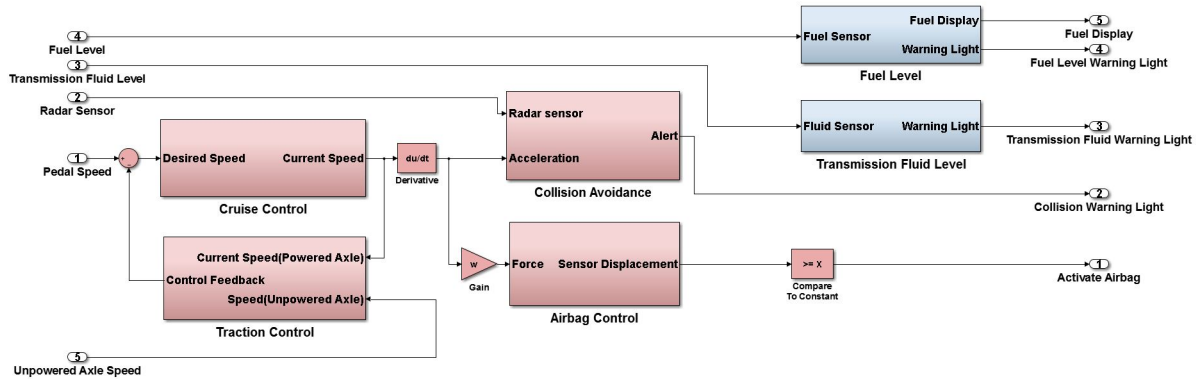 4
Fuel Level
3
Transmission Fluid Level
2
Radar Sensor
1
Pedal Speed
+
-
Desired Speed
Current Speed
Cruise Control
du/dt
Derivative
Radar sensor
Alert
Acceleration
Collision Avoidance
Fuel Sensor
Fuel Display
Warning Light
Fuel Level
5
Fuel Display
4
Fuel Level Warning Light
Fluid Sensor
Warning Light
Transmission Fluid Level
3
Transmission Fluid Warning Light
2
Collision Warning Light
Current Speed(Powered Axle)
Control Feedback
Speed(Unpowered Axle)
Traction Control
w
Gain
Force
Sensor Displacement
Airbag Control
>= X
Compare
To Constant
1
Activate Airbag
5
Unpowered Axle Speed